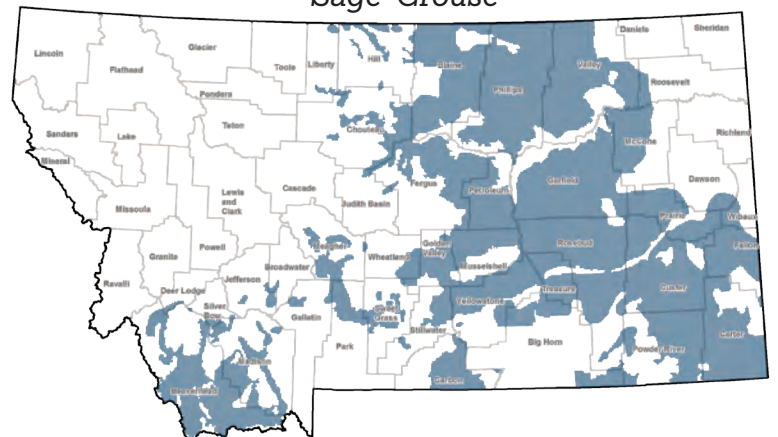 Sage Grouse
Lincoln
Flathead
Glacier
Toole
Liberty
Hill
Blaine
Phillips
Valley
Daniels
Sheridan
Roosevelt
Pondera
Teton
Chouteau
Sanders
Lake
Mineral
Missoula
Lewis
and
Clark
Cascade
Judith Basin
Fergus
Petroleum
Garfield
McCone
Richland
Dawson
Prairie
Wibaux
Fallon
Rosebud
Custer
Treasure
Musselshell
Golden
Valley
Wheatland
Meagher
Broadwater
Jefferson
Powell
Granite
Ravalli
Deer Lodge
Silver
Bow
Gallatin
Park
Sweet
Grass
Stillwater
Yellowstone
Big Horn
Powder River
Carter
Carbon
Madison
Beaverhead